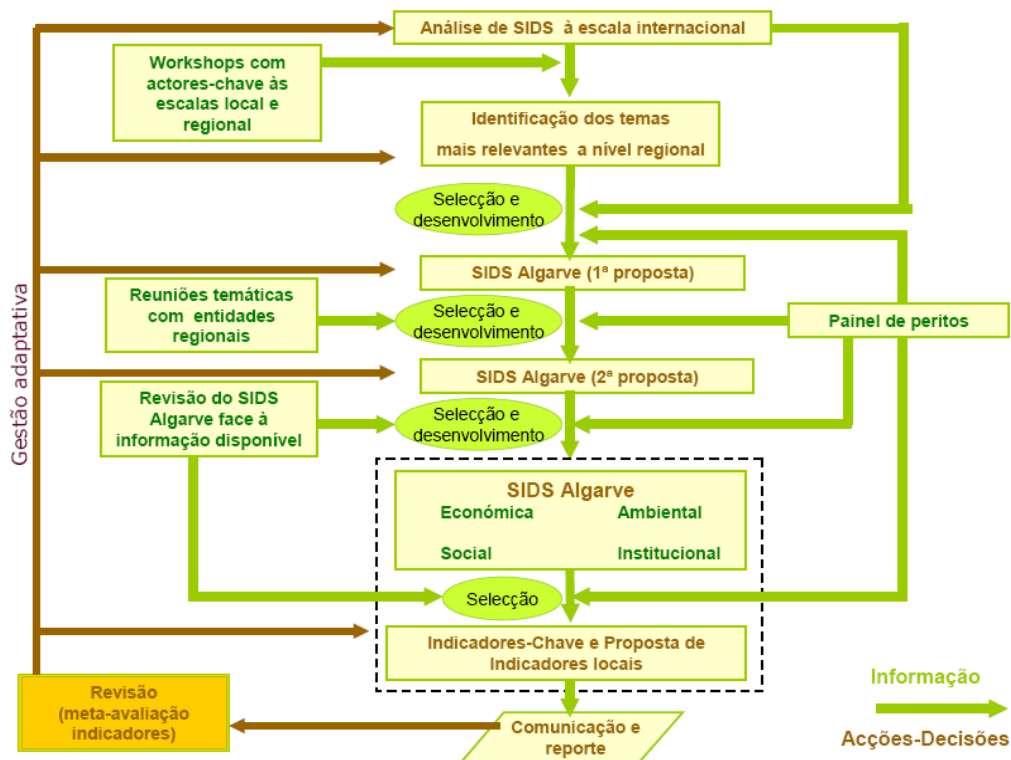 Análise de SIDS à escala internacional
Workshops com
actores-chave às
escalas local e
regional
Identificação dos temas
mais relevantes a nível regional
Selecção e
desenvolvimento
SIDS Algarve (1ª proposta)
Reuniões temáticas
com entidades
regionais
Selecção e
desenvolvimento
Painel de peritos
SIDS Algarve (2ª proposta)
Revisão do SIDS
Algarve face à
informação disponível
Selecção e
desenvolvimento
Gestão adaptativa
SIDS Algarve
Económica Ambiental
Social Institucional
Selecção
Indicadores-Chave e Proposta de
Indicadores locais
Revisão
(meta-avaliação
indicadores)
Comunicação e
reporte
Informação
Acções-Decisões